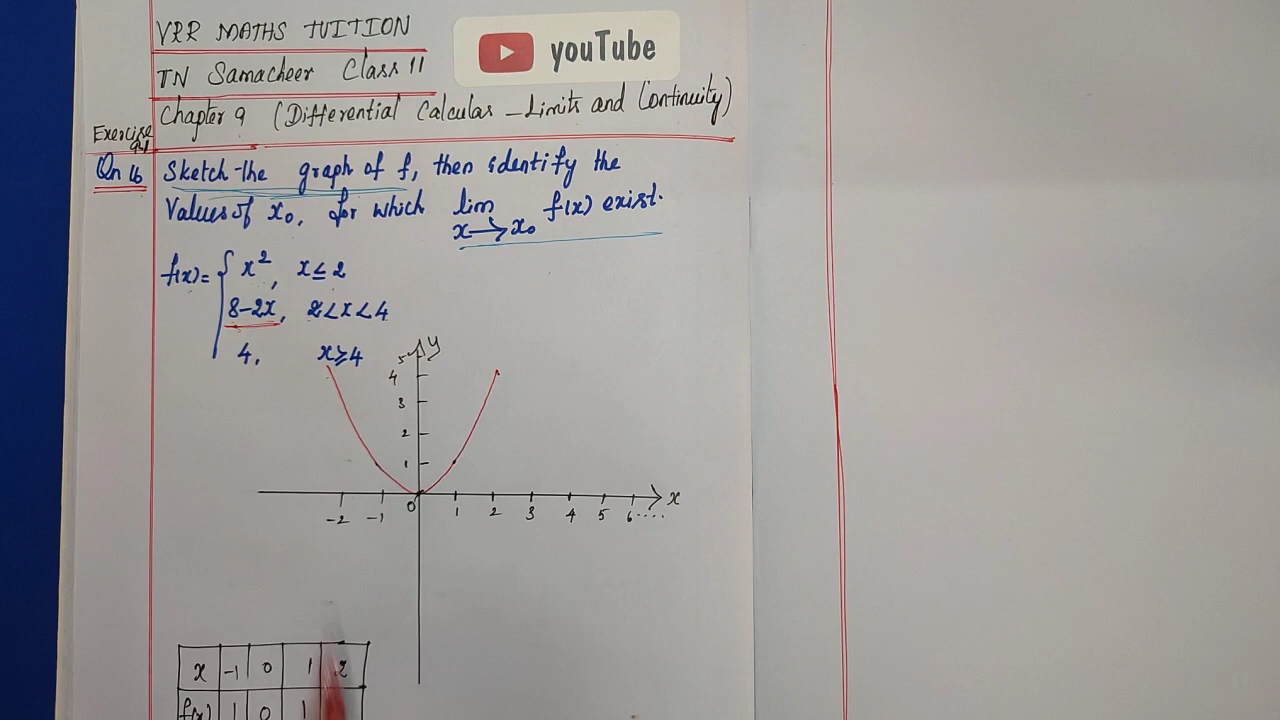 VRR MATHS TUITION
youTube
TN Samacheer Class 11
Chapter 9 (Differential Calculas - Limits and Continuity)
Exercise 9.1
Qn 16 Sketch the graph of f, then identify the
Values of x₀, for which lim x→x₀ f(x) exist.
f(x) = { x², x ≤ 2
8-2x, 2<x<4
4, x≥4
y
5
4
3
2
1
-2 -1 0 1 2 3 4 5 6.... x
x -1 0 1 2
f(x) 1 0 1